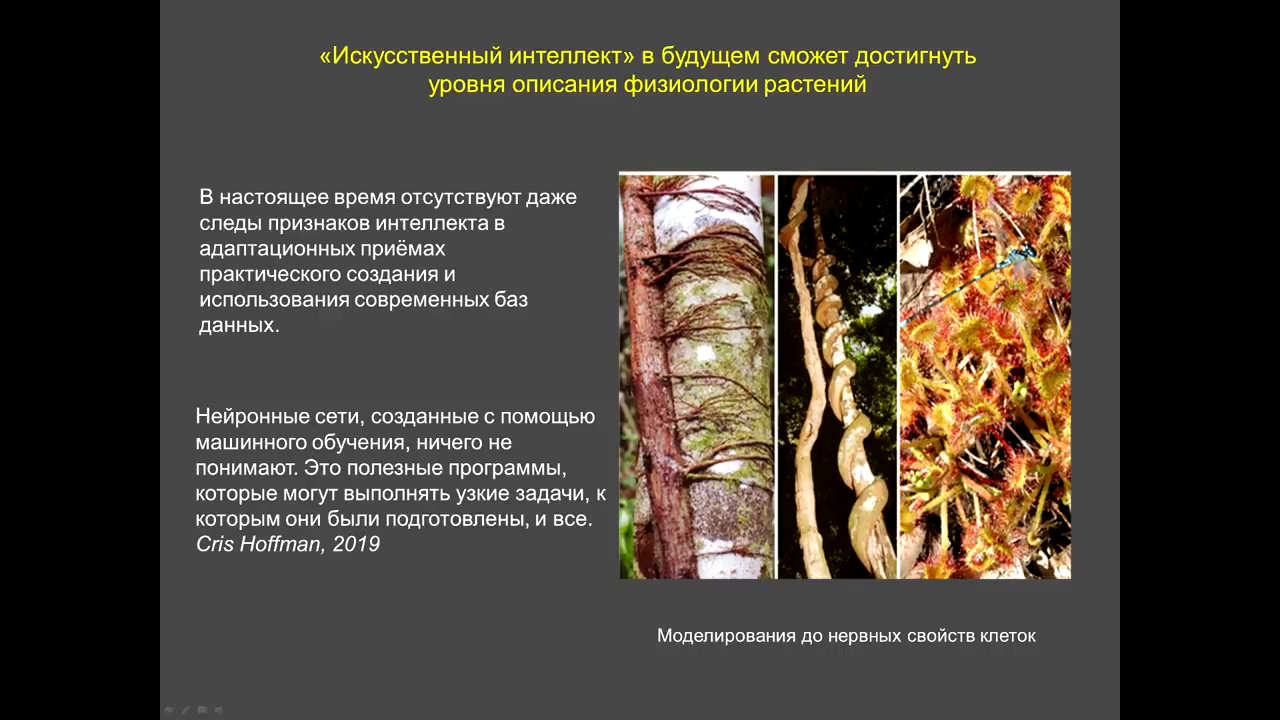 «Искусственный интеллект» в будущем сможет достигнуть
уровня описания физиологии растений
В настоящее время отсутствуют даже
следы признаков интеллекта в
адаптационных приёмах
практического создания и
использования современных баз
данных.
Нейронные сети, созданные с помощью
машинного обучения, ничего не
понимают. Это полезные программы,
которые могут выполнять узкие задачи, к
которым они были подготовлены, и все.
Cris Hoffman, 2019
Моделирования до нервных свойств клеток